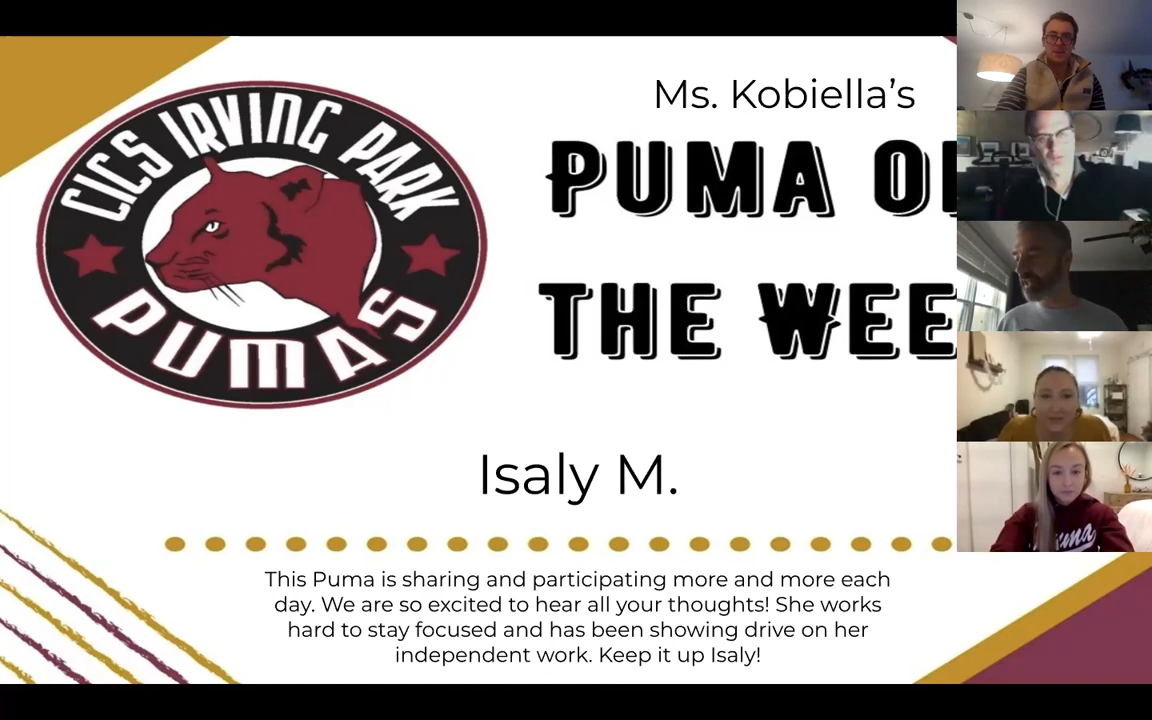 CICS IRVING PARK
PUMAS
Ms. Kobiella's
PUMA O
THE WEE
Isaly M.
This Puma is sharing and participating more and more each
day. We are so excited to hear all your thoughts! She works
hard to stay focused and has been showing drive on her
independent work. Keep it up Isaly!